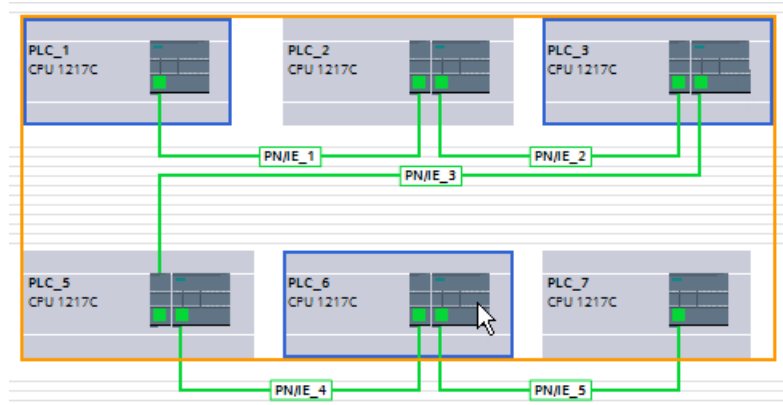 PLC_1
CPU 1217C
PLC_2
CPU 1217C
PLC_3
CPU 1217C
PN/IE_1
PN/IE_2
PN/IE_3
PLC_5
CPU 1217C
PLC_6
CPU 1217C
PLC_7
CPU 1217C
PN/IE_4
PN/IE_5